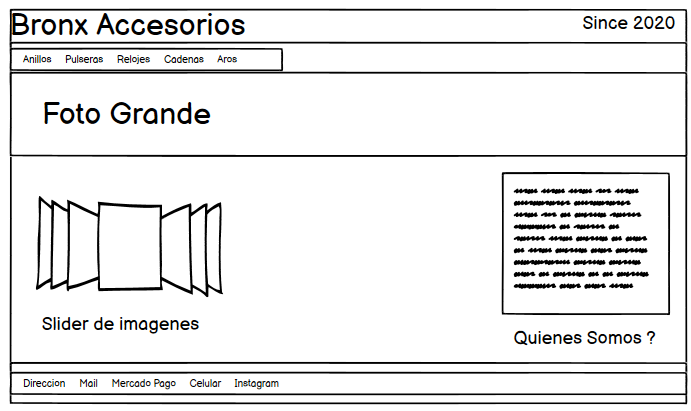 Bronx Accesorios
Since 2020
Anillos Pulseras Relojes Cadenas Aros
Foto Grande
Slider de imagenes
Quienes Somos ?
Direccion Mail Mercado Pago Celular Instagram